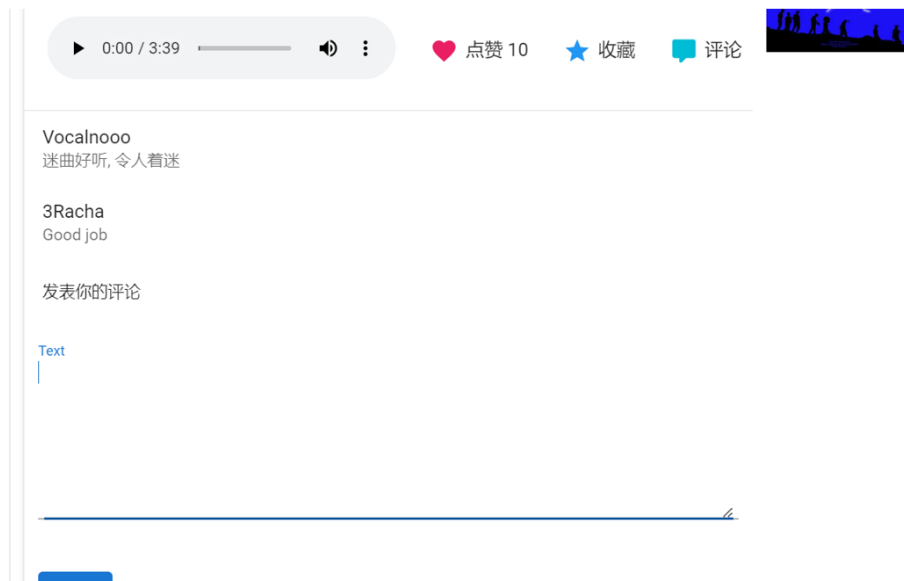 0:00 / 3:39
点赞 10
收藏
评论
Vocalnooo
迷曲好听, 令人着迷
3Racha
Good job
发表你的评论
Text